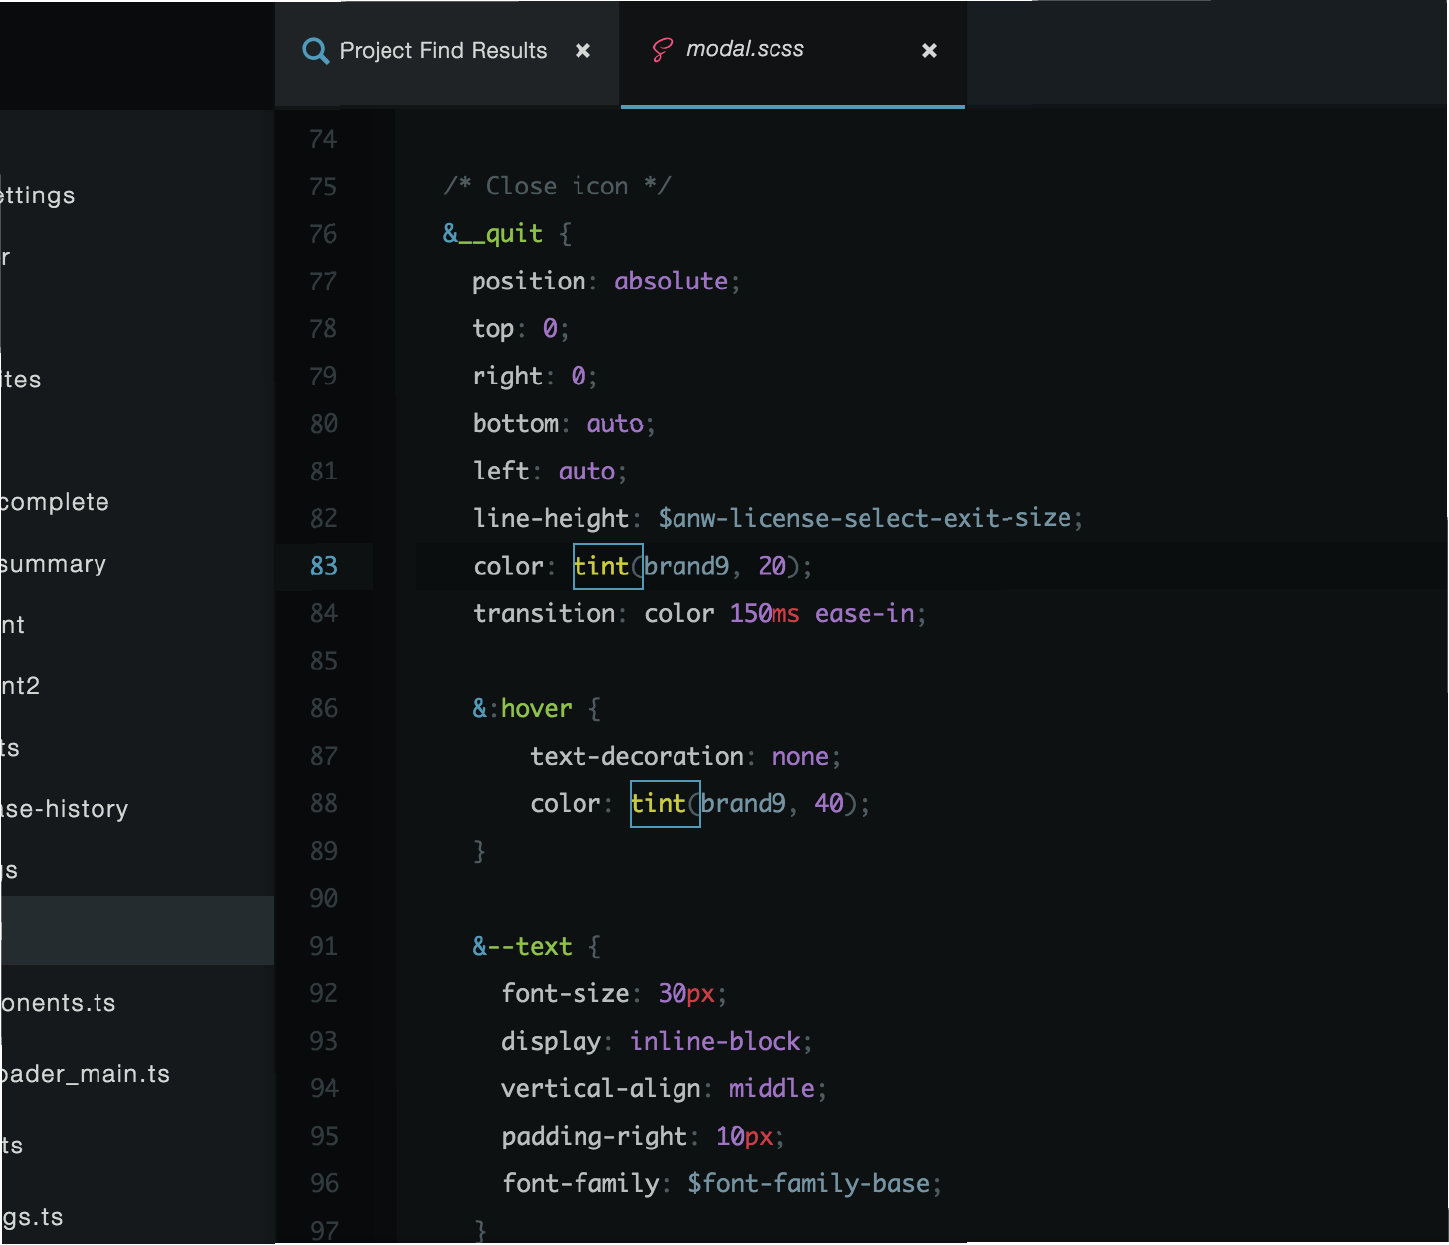 Project Find Results ×
modal.scss ×
ettings
r
ites
complete
summary
nt
nt2
ts
se-history
gs
onents.ts
oader_main.ts
ts
gs.ts
74
75 /* Close icon */
76 &__quit {
77 position: absolute;
78 top: 0;
79 right: 0;
80 bottom: auto;
81 left: auto;
82 line-height: $anw-license-select-exit-size;
83 color: tint(brand9, 20);
84 transition: color 150ms ease-in;
85
86 &:hover {
87 text-decoration: none;
88 color: tint(brand9, 40);
89 }
90
91 &--text {
92 font-size: 30px;
93 display: inline-block;
94 vertical-align: middle;
95 padding-right: 10px;
96 font-family: $font-family-base;
97 }